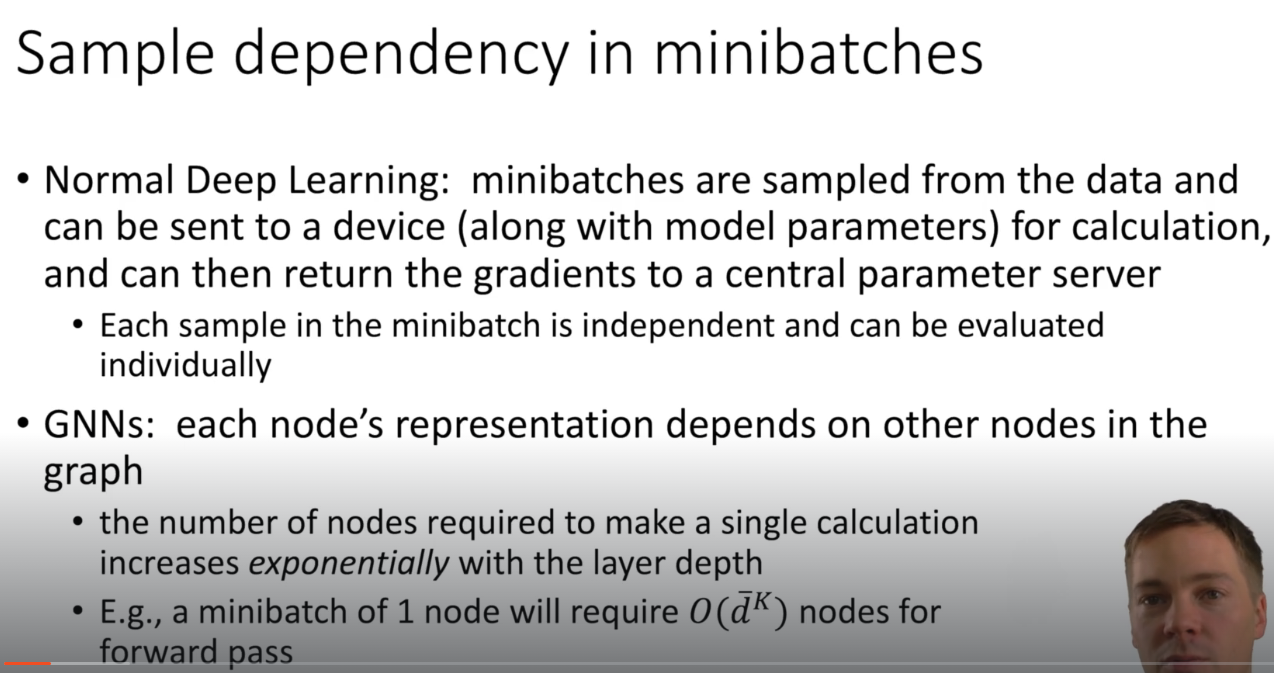 Sample dependency in minibatches
• Normal Deep Learning: minibatches are sampled from the data and
can be sent to a device (along with model parameters) for calculation,
and can then return the gradients to a central parameter server
• Each sample in the minibatch is independent and can be evaluated
individually
• GNNs: each node's representation depends on other nodes in the
graph
• the number of nodes required to make a single calculation
increases exponentially with the layer depth
• E.g., a minibatch of 1 node will require O(d̄ᴷ) nodes for
forward pass